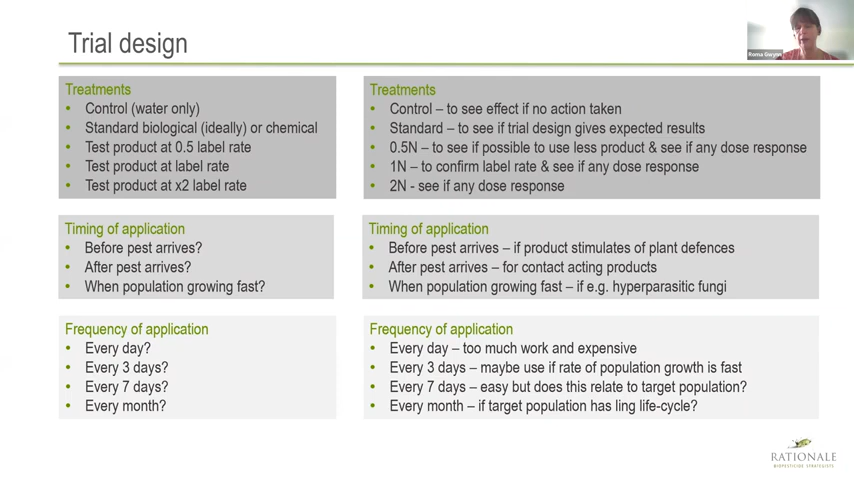 Trial design
Roma Gwynn
Treatments
• Control (water only)
• Standard biological (ideally) or chemical
• Test product at 0.5 label rate
• Test product at label rate
• Test product at x2 label rate
Treatments
• Control – to see effect if no action taken
• Standard – to see if trial design gives expected results
• 0.5N – to see if possible to use less product & see if any dose response
• 1N – to confirm label rate & see if any dose response
• 2N - see if any dose response
Timing of application
• Before pest arrives?
• After pest arrives?
• When population growing fast?
Timing of application
• Before pest arrives – if product stimulates of plant defences
• After pest arrives – for contact acting products
• When population growing fast – if e.g. hyperparasitic fungi
Frequency of application
• Every day?
• Every 3 days?
• Every 7 days?
• Every month?
Frequency of application
• Every day – too much work and expensive
• Every 3 days – maybe use if rate of population growth is fast
• Every 7 days – easy but does this relate to target population?
• Every month – if target population has ling life-cycle?
RATIONALE
BIOPESTICIDE STRATEGISTS